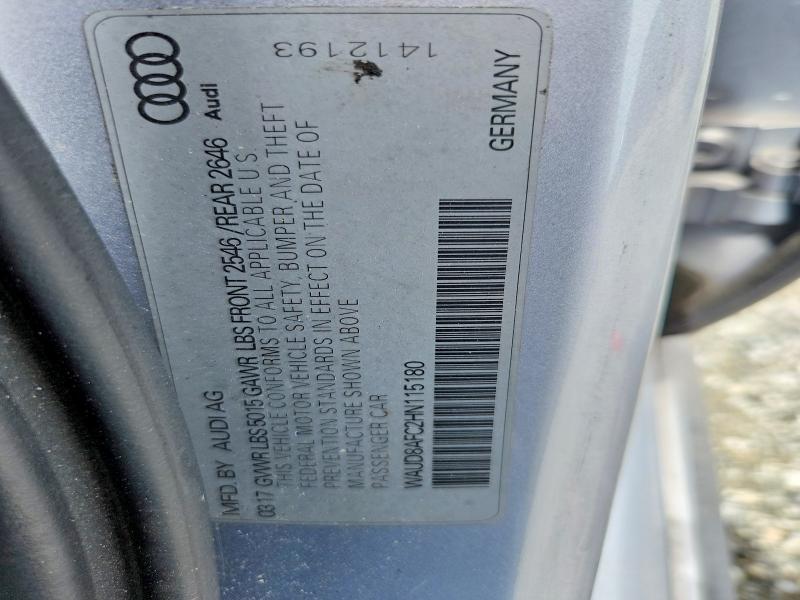 MFD. BY AUDI AG Audi
0317 GVWR LBS 5015 GAWR LBS FRONT 2546 / REAR 2646
THIS VEHICLE CONFORMS TO ALL APPLICABLE U S
FEDERAL MOTOR VEHICLE SAFETY, BUMPER AND THEFT
PREVENTION STANDARDS IN EFFECT ON THE DATE OF
MANUFACTURE SHOWN ABOVE
PASSENGER CAR
WAUD8AFC2HN115180
1412193
GERMANY